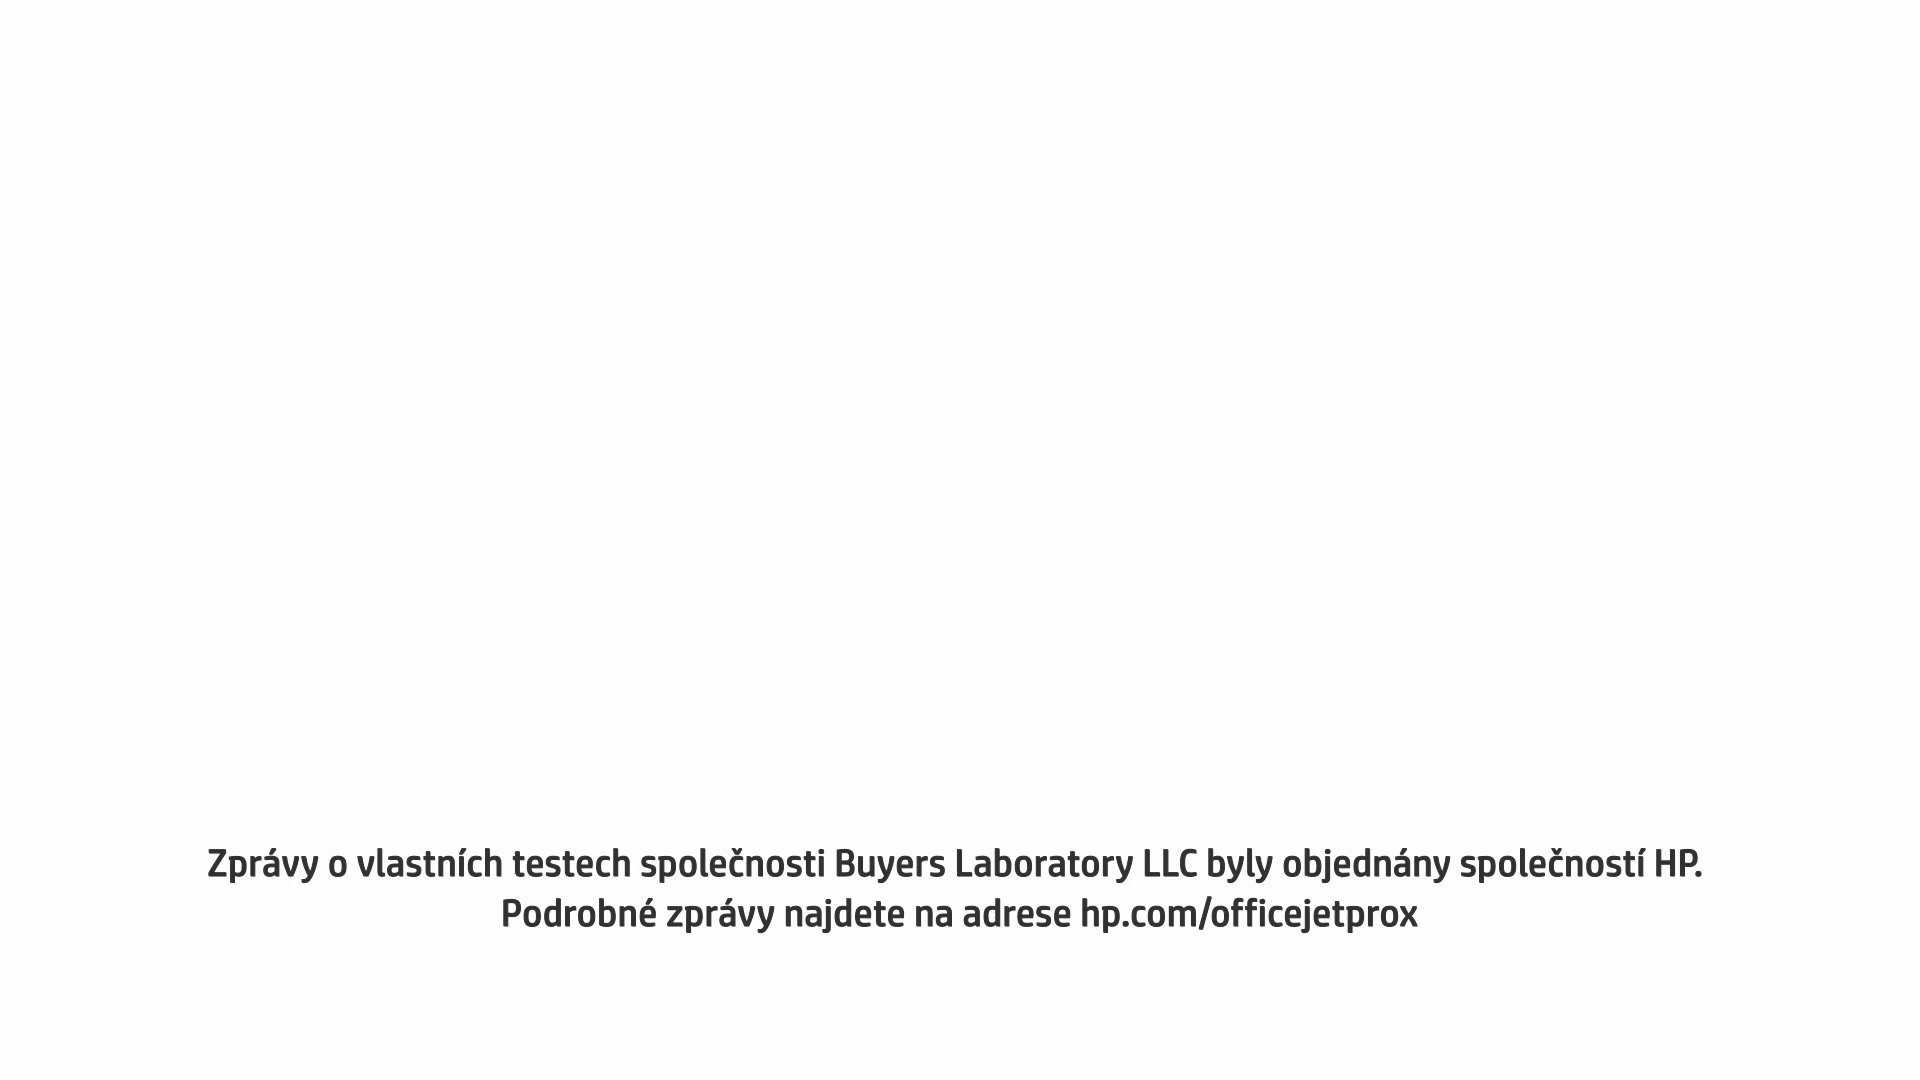 Zprávy o vlastních testech společnosti Buyers Laboratory LLC byly objednány společností HP.
Podrobné zprávy najdete na adrese hp.com/officejetprox